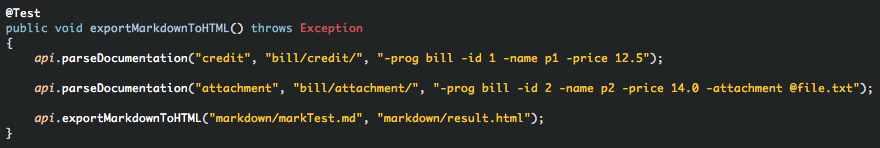 @Test
public void exportMarkdownToHTML() throws Exception
{
    api.parseDocumentation("credit", "bill/credit/", "-prog bill -id 1 -name p1 -price 12.5");
    api.parseDocumentation("attachment", "bill/attachment/", "-prog bill -id 2 -name p2 -price 14.0 -attachment @file.txt");
    api.exportMarkdownToHTML("markdown/markTest.md", "markdown/result.html");
}